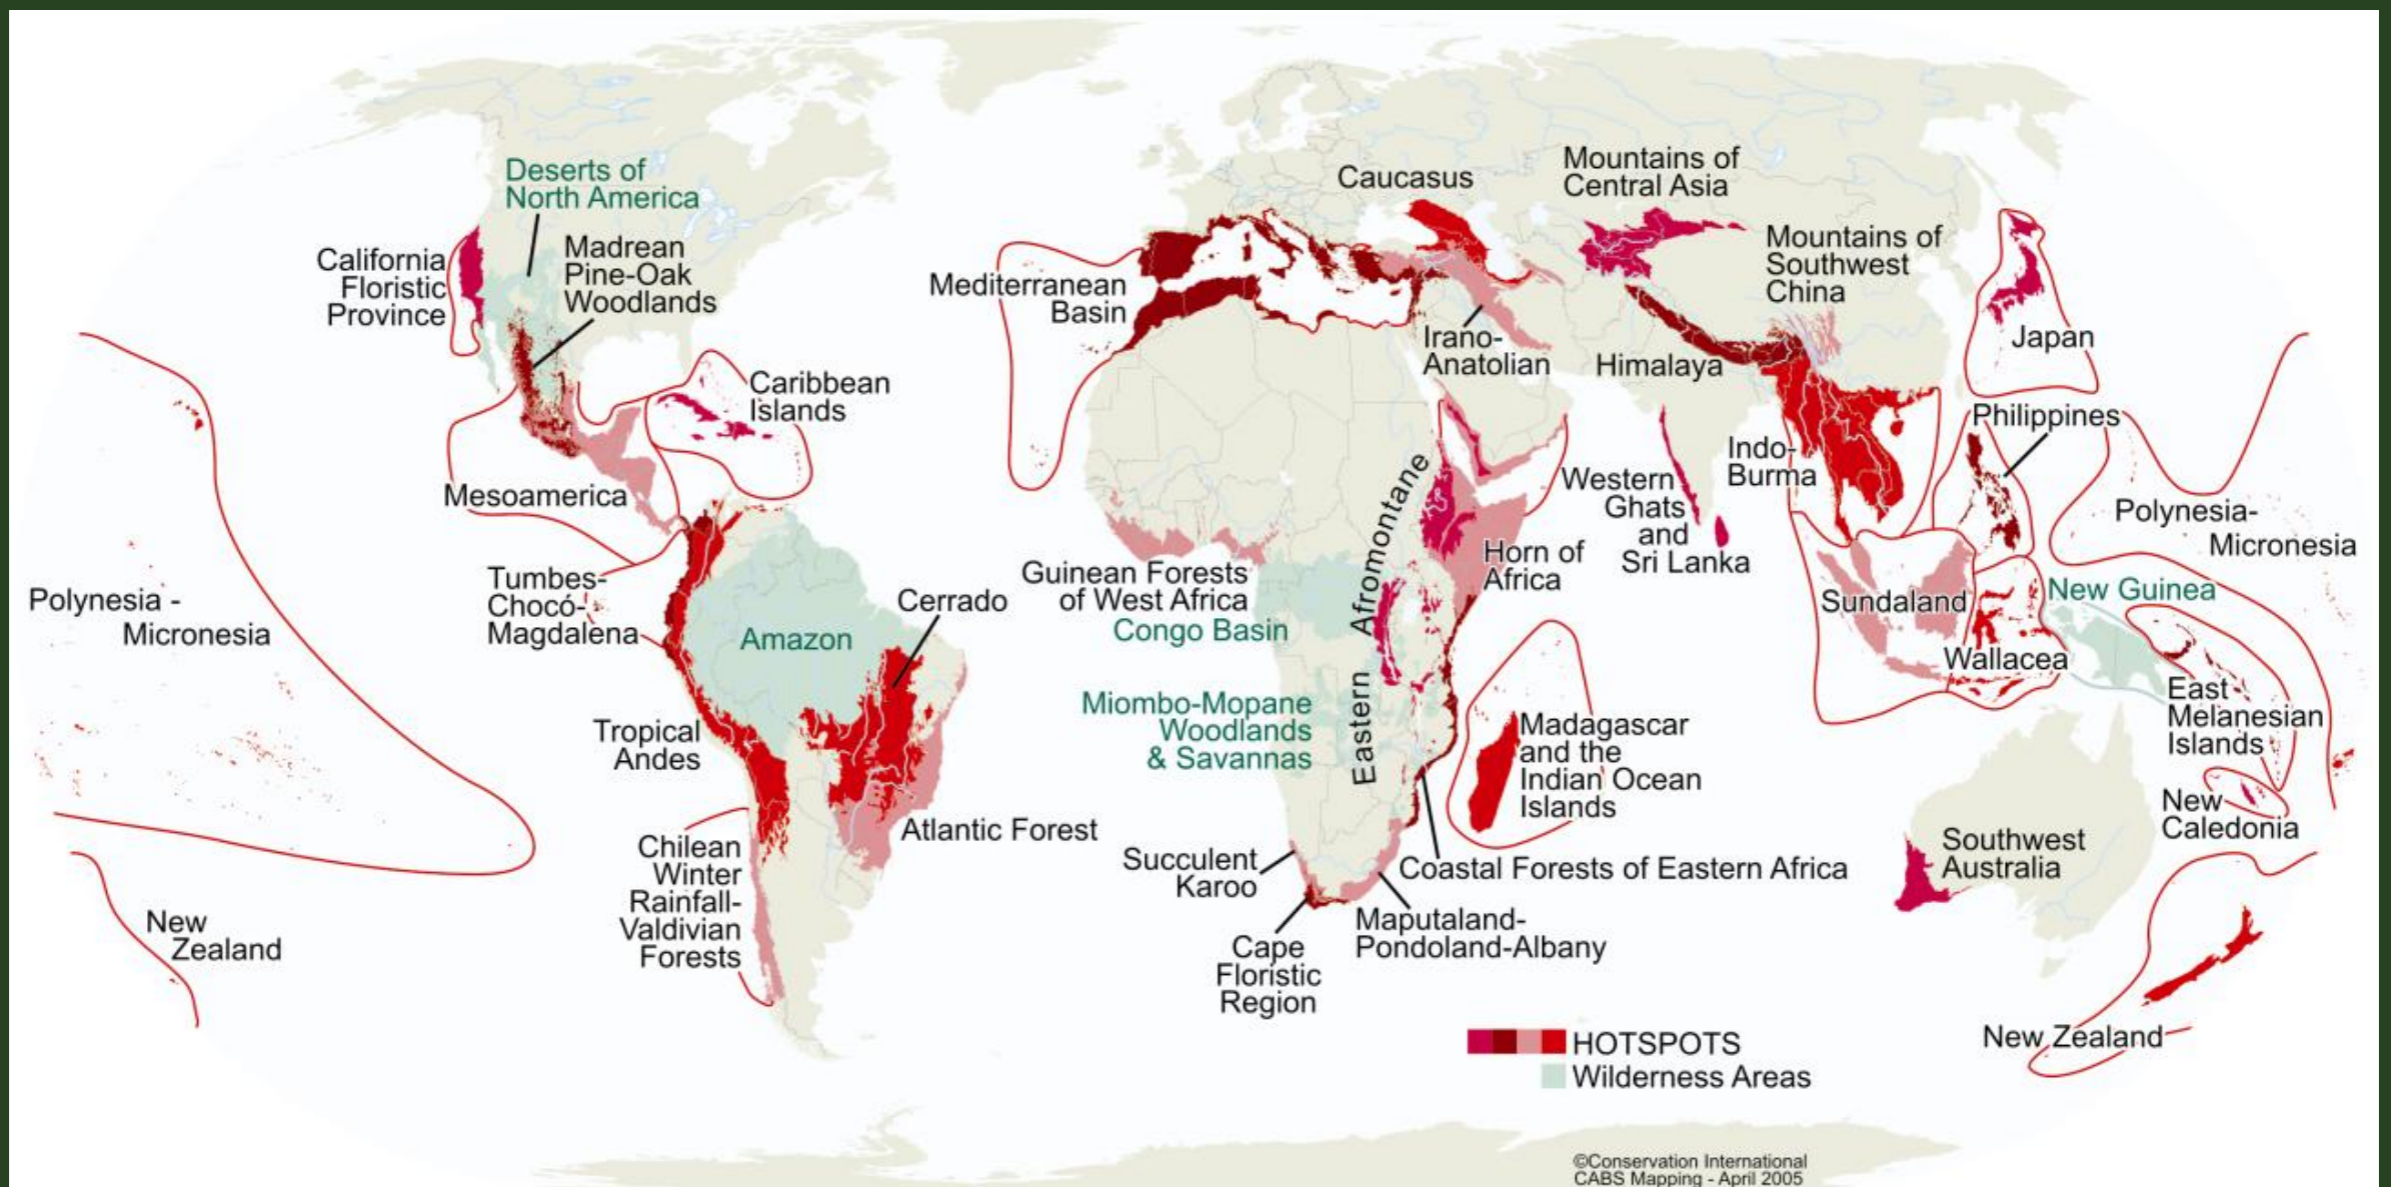 Deserts of
North America
California
Floristic
Province
Madrean
Pine-Oak
Woodlands
Caribbean
Islands
Mesoamerica
Polynesia -
Micronesia
New
Zealand
Tumbes-
Chocó-
Magdalena
Amazon
Cerrado
Tropical
Andes
Atlantic Forest
Chilean
Winter
Rainfall-
Valdivian
Forests
Mediterranean
Basin
Caucasus
Irano-
Anatolian
Mountains of
Central Asia
Mountains of
Southwest
China
Himalaya
Japan
Philippines
Indo-
Burma
Western
Ghats
and
Sri Lanka
Polynesia-
Micronesia
Eastern Afromontane
Horn of
Africa
Guinean Forests
of West Africa
Congo Basin
Miombo-Mopane
Woodlands
& Savannas
Madagascar
and the
Indian Ocean
Islands
Succulent
Karoo
Cape
Floristic
Region
Maputaland-
Pondoland-Albany
Coastal Forests of Eastern Africa
Sundaland
Wallacea
New Guinea
East
Melanesian
Islands
New
Caledonia
Southwest
Australia
New Zealand
HOTSPOTS
Wilderness Areas
©Conservation International
CABS Mapping - April 2005